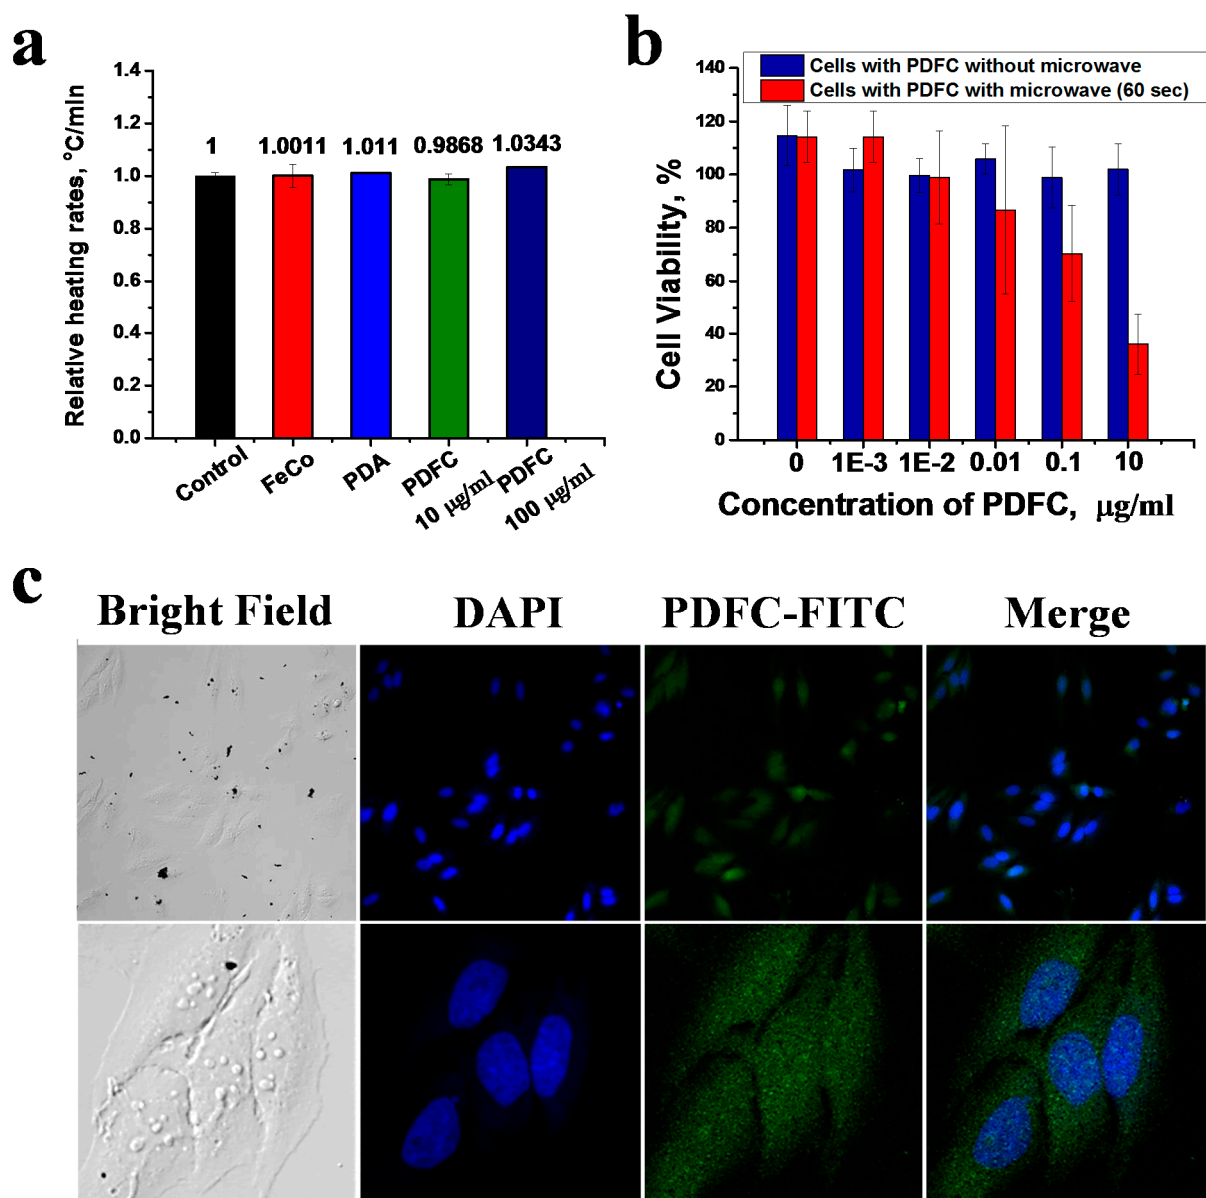 a
Relative heating rates, °C/min
1.4
1.2
1.0
0.8
0.6
0.4
0.2
0.0
1
1.0011
1.011
0.9868
1.0343
Control
FeCo
PDA
PDFC
10 μg/ml
PDFC
100 μg/ml
b
Cells with PDFC without microwave
Cells with PDFC with microwave (60 sec)
Cell Viability, %
140
120
100
80
60
40
20
0
0
1E-3
1E-2
0.01
0.1
10
Concentration of PDFC, μg/ml
c
Bright Field
DAPI
PDFC-FITC
Merge